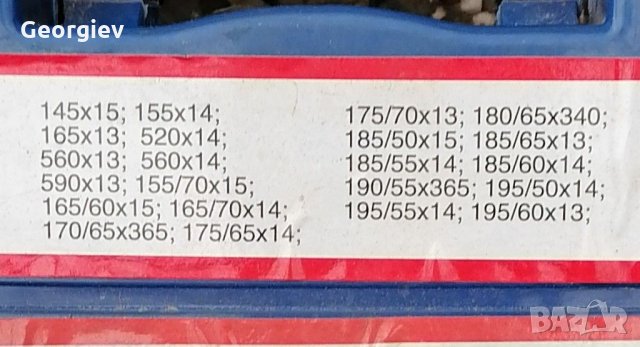 Georgiev
145x15; 155x14;
165x13; 520x14;
560x13; 560x14;
590x13; 155/70x15;
165/60x15; 165/70x14;
170/65x365; 175/65x14;
175/70x13; 180/65x340;
185/50x15; 185/65x13;
185/55x14; 185/60x14;
190/55x365; 195/50x14;
195/55x14; 195/60x13;
BAZAR.BG